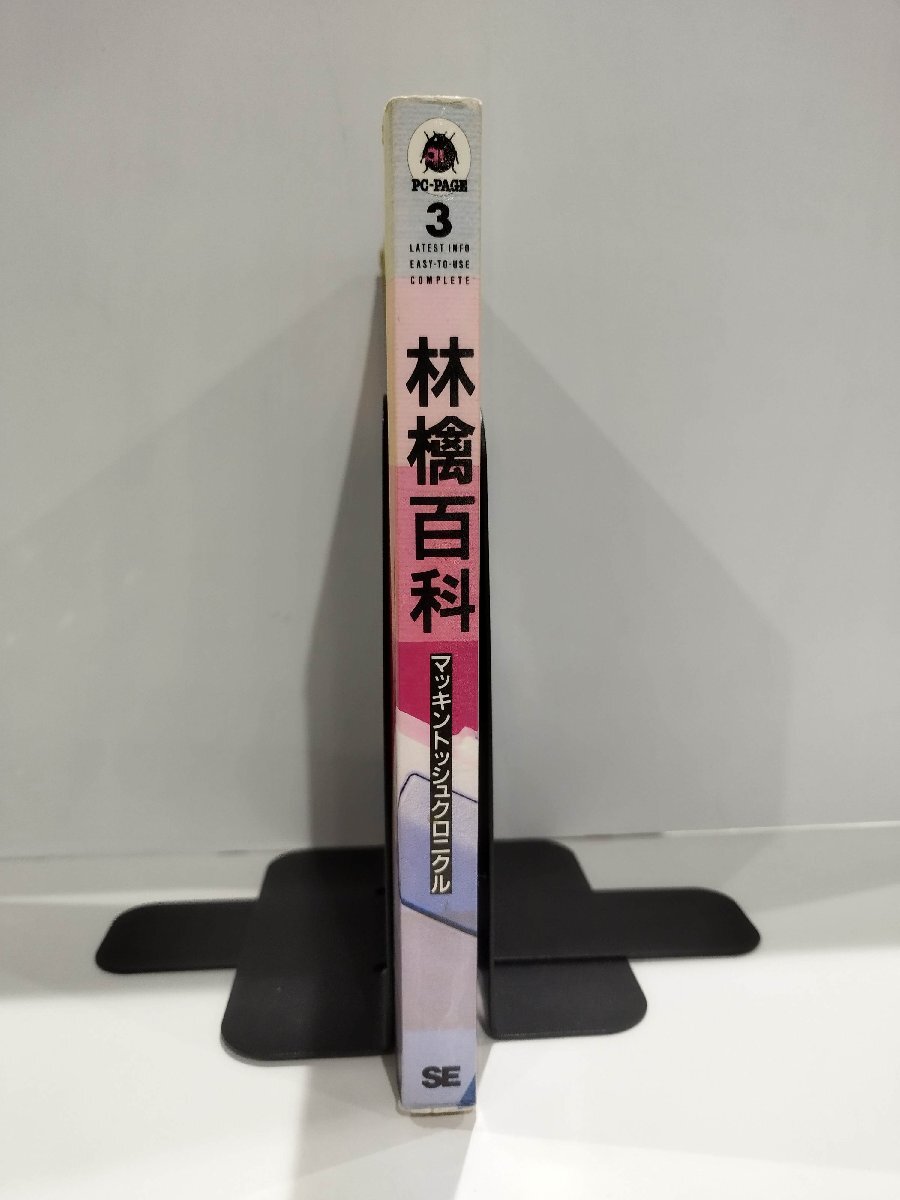 PC-PAGE
3
LATEST INFO
EASY-TO-USE
COMPLETE
林檎百科
マッキントッシュクロニクル
SE